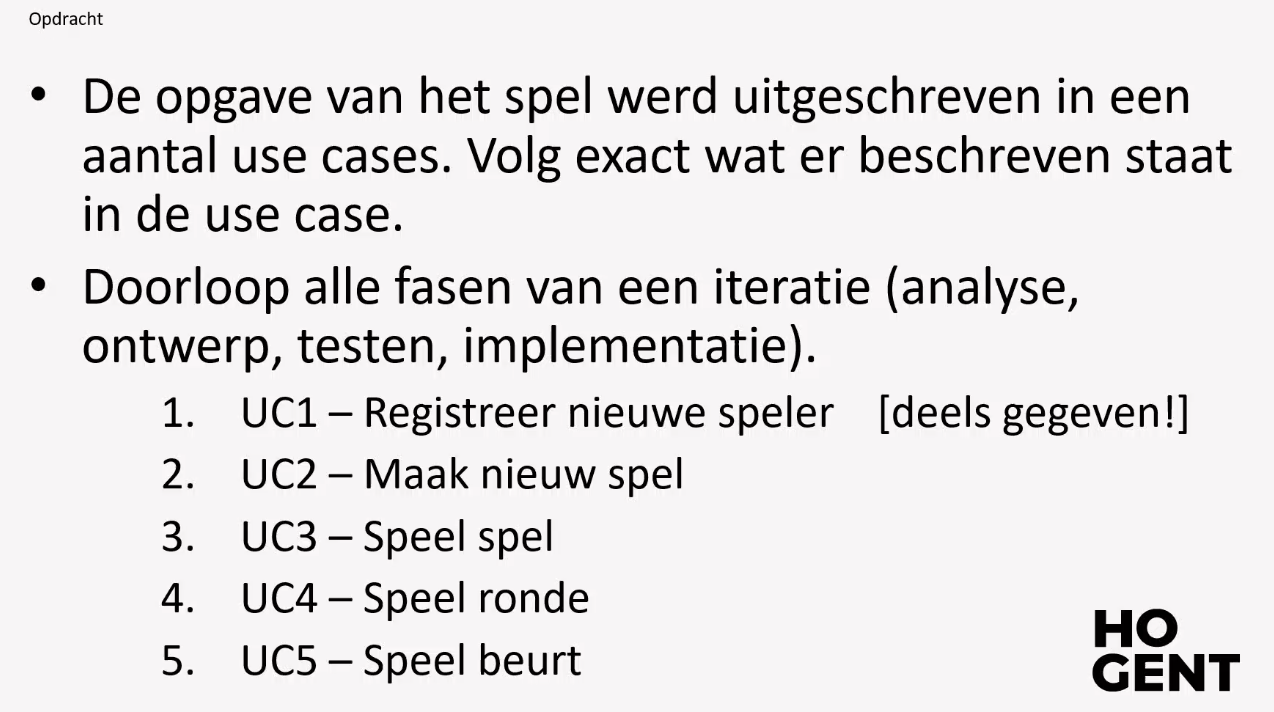 Opdracht
• De opgave van het spel werd uitgeschreven in een
aantal use cases. Volg exact wat er beschreven staat
in de use case.
• Doorloop alle fasen van een iteratie (analyse,
ontwerp, testen, implementatie).
1. UC1 – Registreer nieuwe speler [deels gegeven!]
2. UC2 – Maak nieuw spel
3. UC3 – Speel spel
4. UC4 – Speel ronde
5. UC5 – Speel beurt
HO
GENT